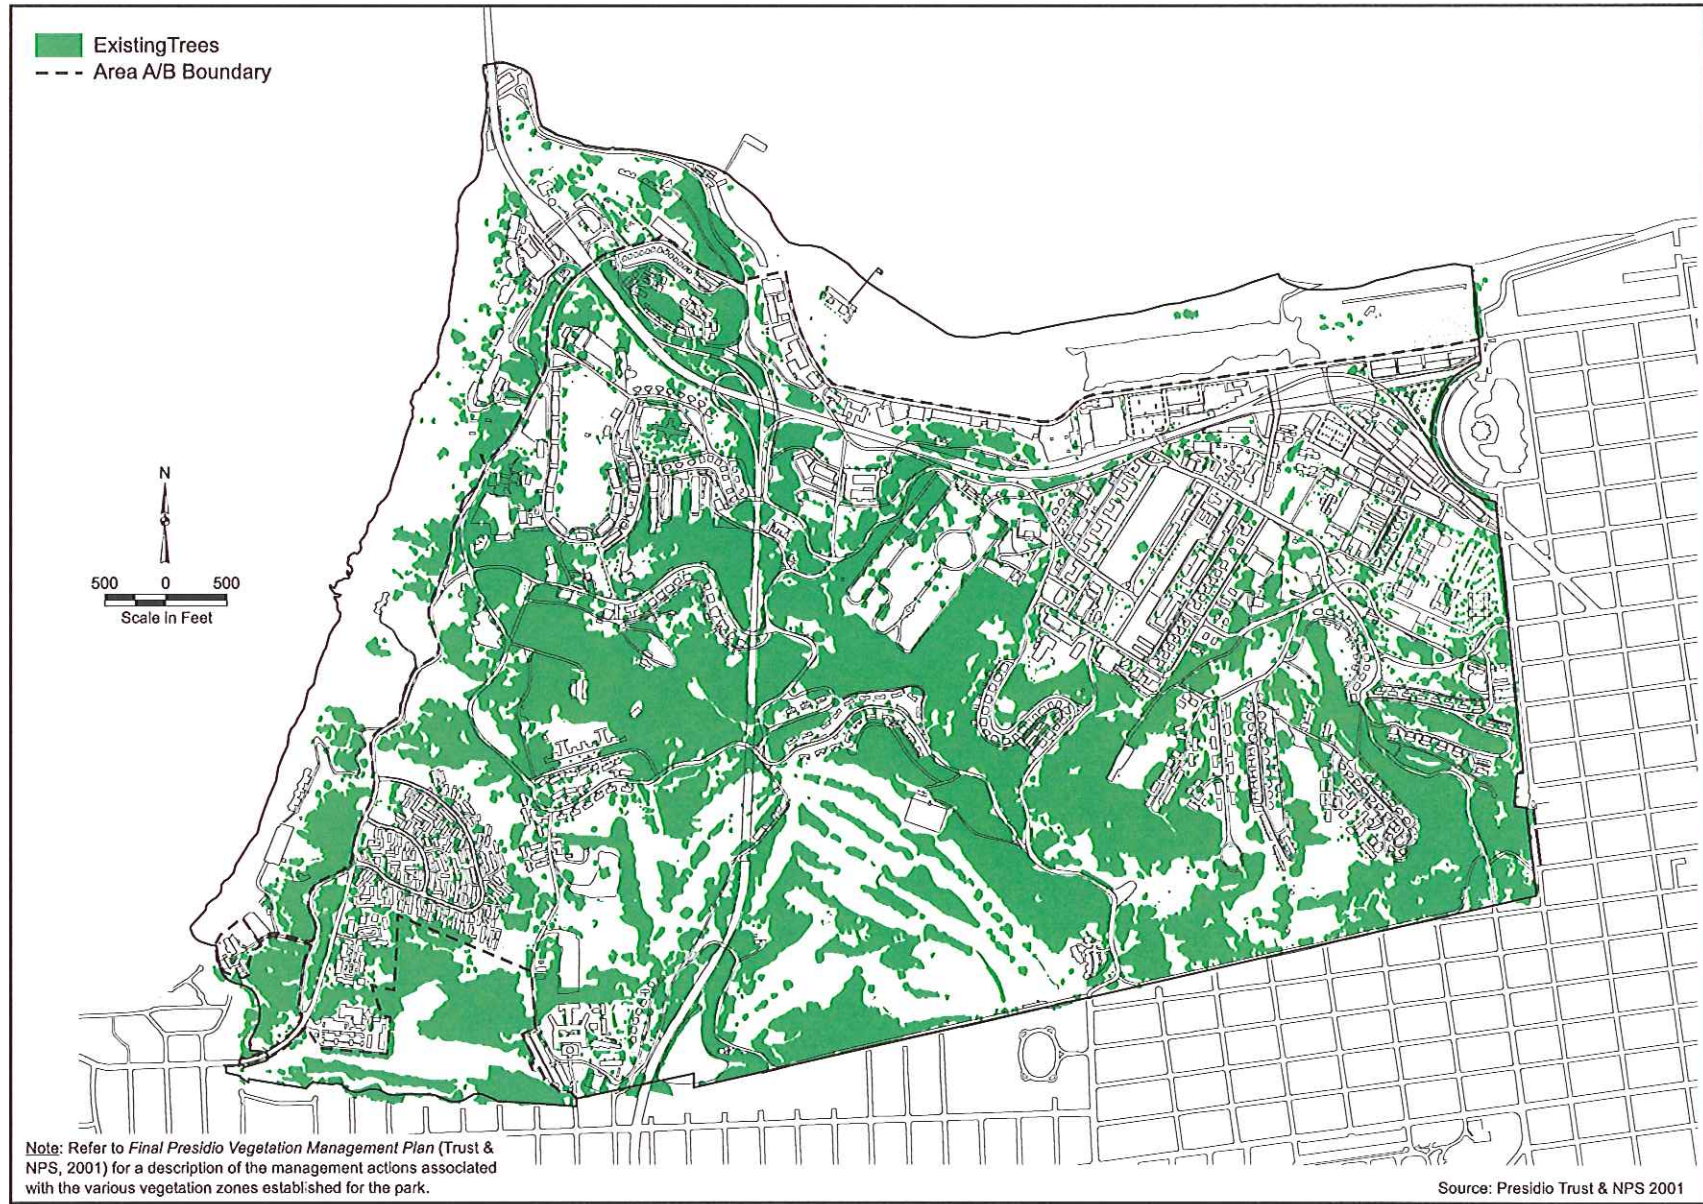 ExistingTrees
Area A/B Boundary
N
500 0 500
Scale In Feet
Note: Refer to Final Presidio Vegetation Management Plan (Trust &
NPS, 2001) for a description of the management actions associated
with the various vegetation zones established for the park.
Source: Presidio Trust & NPS 2001